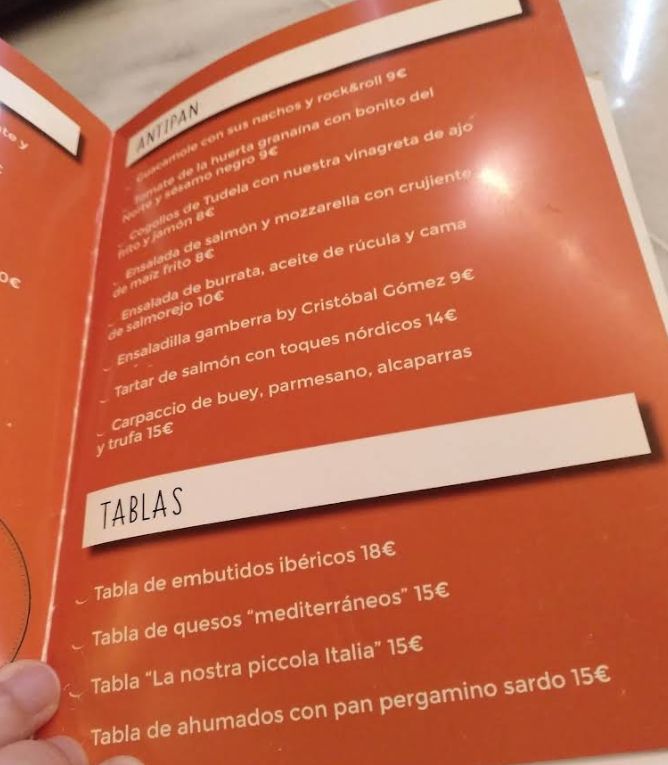 te y
0€
ANTIPAN
Guacamole con sus nachos y rock&roll 9€
Tomate de la huerta granaína con bonito del
Norte y sésamo negro 9€
Cogollos de Tudela con nuestra vinagreta de ajo
frito y jamón 8€
Ensalada de salmón y mozzarella con crujiente
de maíz frito 8€
Ensalada de burrata, aceite de rúcula y cama
de salmorejo 10€
Ensaladilla gamberra by Cristóbal Gómez 9€
Tartar de salmón con toques nórdicos 14€
Carpaccio de buey, parmesano, alcaparras
y trufa 15€
TABLAS
Tabla de embutidos ibéricos 18€
Tabla de quesos “mediterráneos” 15€
Tabla “La nostra piccola Italia” 15€
Tabla de ahumados con pan pergamino sardo 15€